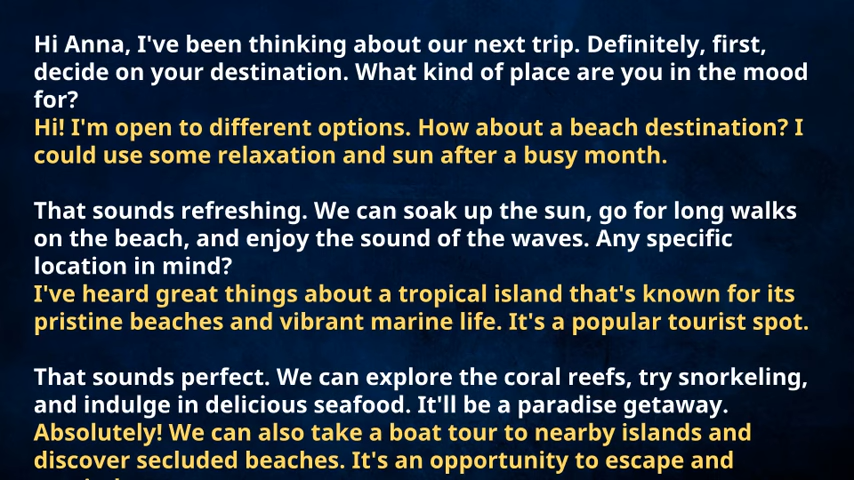 Hi Anna, I've been thinking about our next trip. Definitely, first,
decide on your destination. What kind of place are you in the mood
for?
Hi! I'm open to different options. How about a beach destination? I
could use some relaxation and sun after a busy month.
That sounds refreshing. We can soak up the sun, go for long walks
on the beach, and enjoy the sound of the waves. Any specific
location in mind?
I've heard great things about a tropical island that's known for its
pristine beaches and vibrant marine life. It's a popular tourist spot.
That sounds perfect. We can explore the coral reefs, try snorkeling,
and indulge in delicious seafood. It'll be a paradise getaway.
Absolutely! We can also take a boat tour to nearby islands and
discover secluded beaches. It's an opportunity to escape and